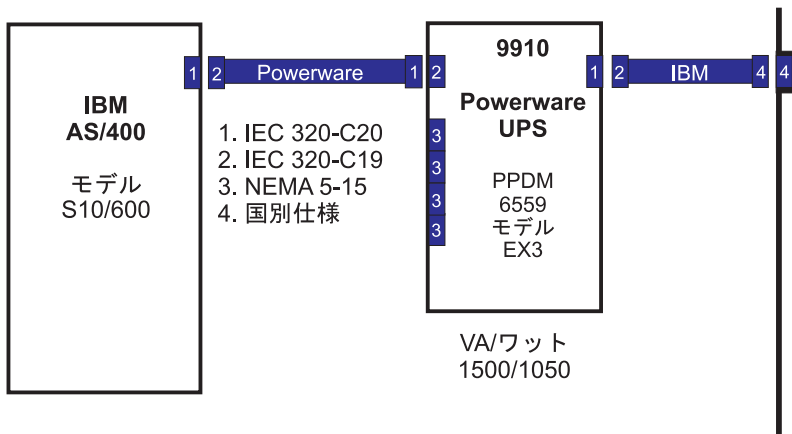 IBM
AS/400
モデル
S10/600
1
2
Powerware
1
1. IEC 320-C20
2. IEC 320-C19
3. NEMA 5-15
4. 国別仕様
9910
Powerware
UPS
PPDM
6559
モデル
EX3
2
3
3
3
3
1
VA/ワット
1500/1050
2
IBM
4
4